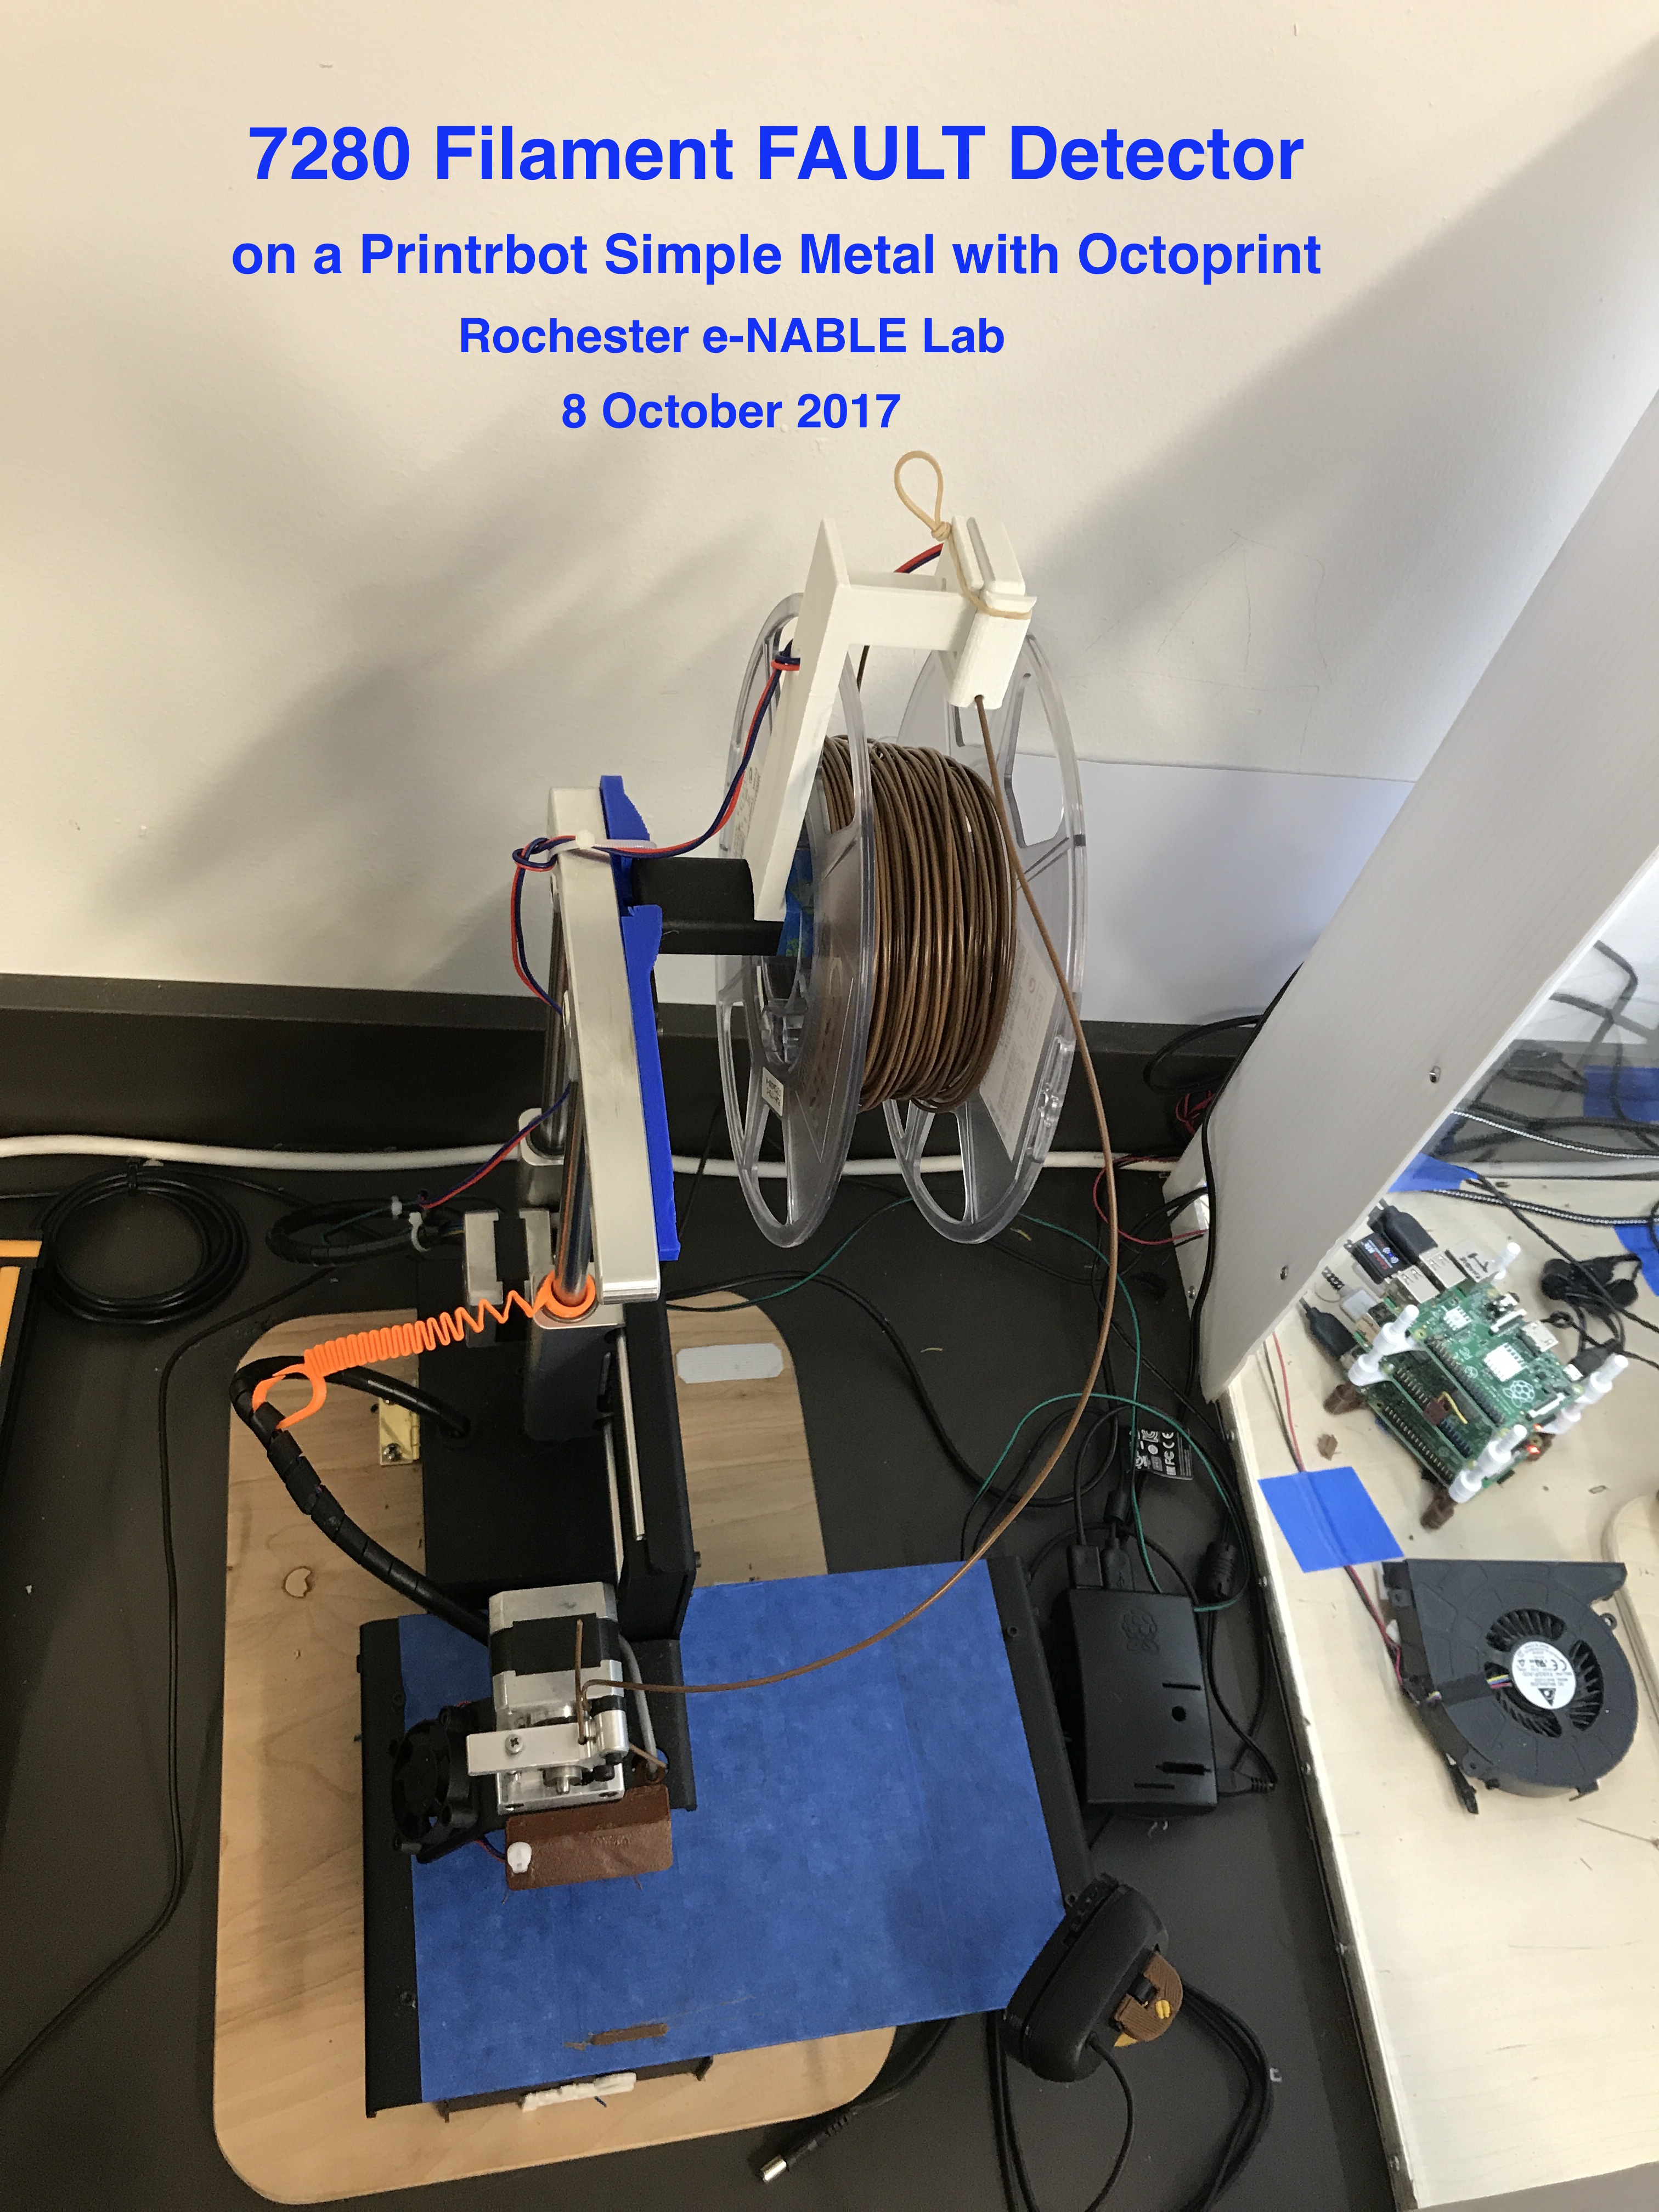 7280 Filament FAULT Detector
on a Printrbot Simple Metal with Octoprint
Rochester e-NABLE Lab
8 October 2017